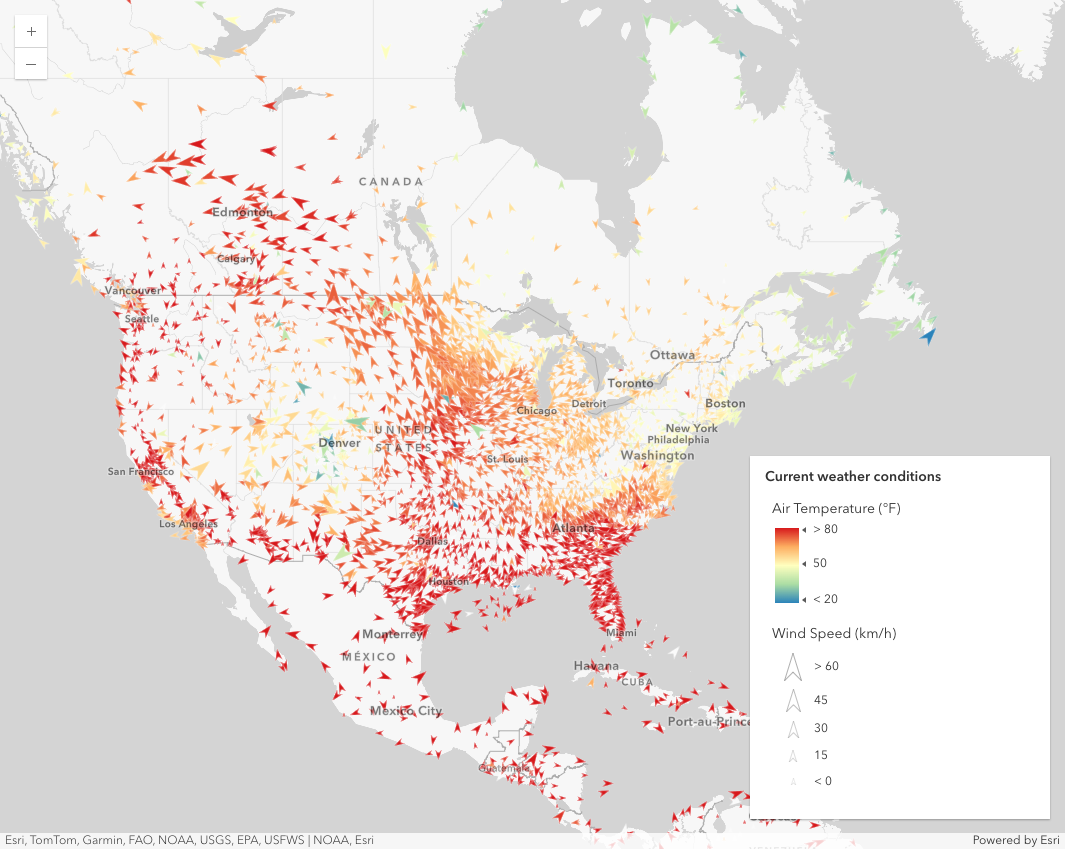 +
−
CANADA
Edmonton
Calgary
Vancouver
Seattle
Ottawa
Toronto
Boston
Chicago
Detroit
New York
UNITED
STATES
Philadelphia
Denver
Washington
St. Louis
San Francisco
Los Angeles
Atlanta
Dallas
Houston
Monterrey
Miami
MÉXICO
Havana
CUBA
Mexico City
Port-au-Prince
Guatemala
Current weather conditions
Air Temperature (°F)
> 80
50
< 20
Wind Speed (km/h)
> 60
45
30
15
< 0
Esri, TomTom, Garmin, FAO, NOAA, USGS, EPA, USFWS | NOAA, Esri
Powered by Esri